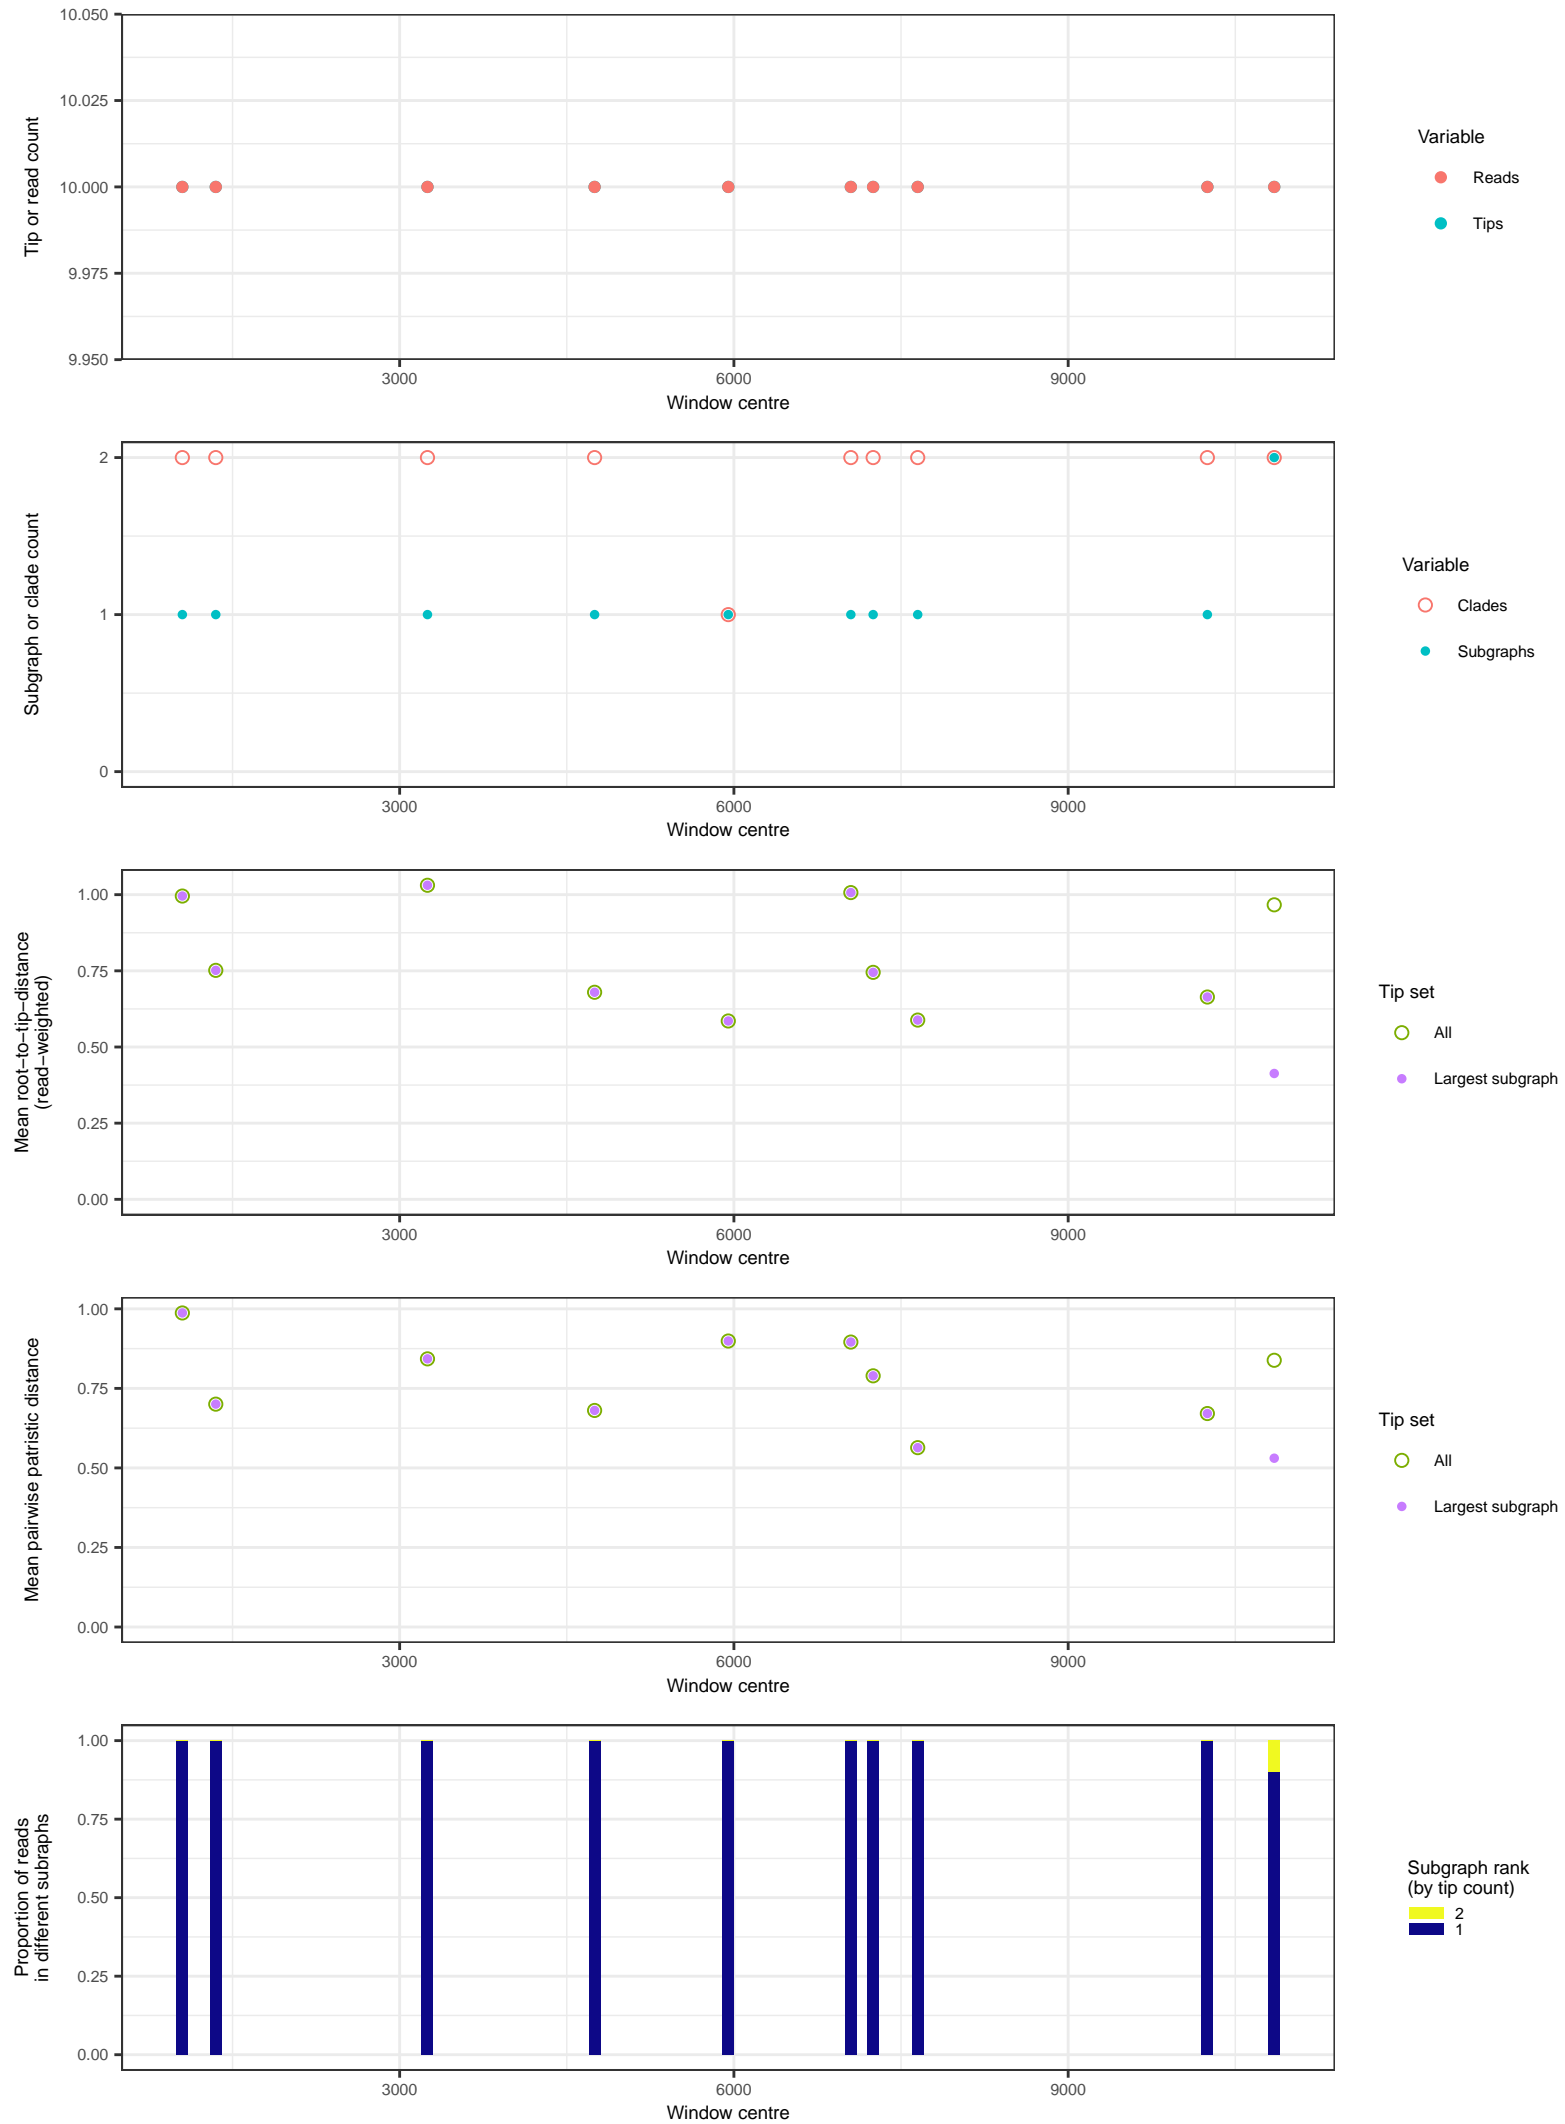 10.050
10.025
10.000
9.975
9.950
Tip or read count
3000 6000 9000
Window centre
Variable
Reads
Tips
2
1
0
Subgraph or clade count
3000 6000 9000
Window centre
Variable
Clades
Subgraphs
1.00
0.75
0.50
0.25
0.00
Mean root−to−tip−distance
(read−weighted)
3000 6000 9000
Window centre
Tip set
All
Largest subgraph
1.00
0.75
0.50
0.25
0.00
Mean pairwise patristic distance
3000 6000 9000
Window centre
Tip set
All
Largest subgraph
1.00
0.75
0.50
0.25
0.00
Proportion of reads
in different subraphs
3000 6000 9000
Window centre
Subgraph rank
(by tip count)
2
1